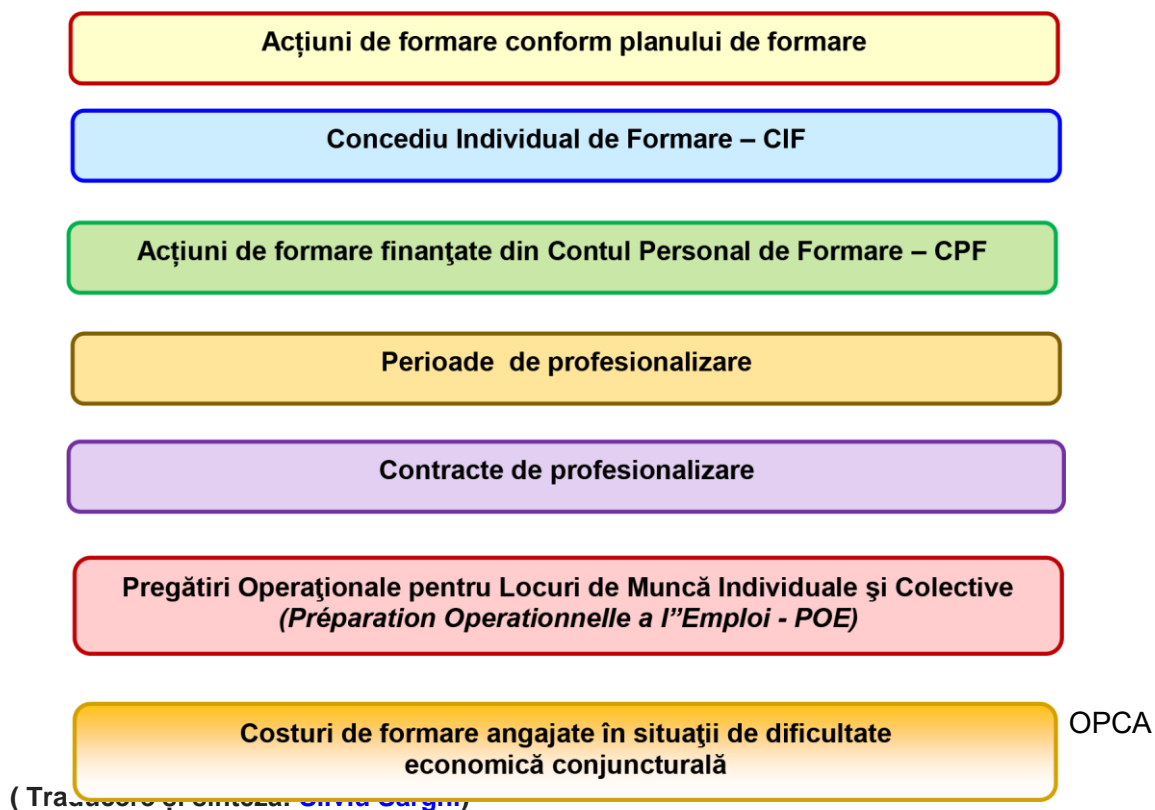 Acțiuni de formare conform planului de formare
Concediu Individual de Formare – CIF
Acțiuni de formare finanţate din Contul Personal de Formare – CPF
Perioade de profesionalizare
Contracte de profesionalizare
Pregătiri Operaţionale pentru Locuri de Muncă Individuale şi Colective
(Préparation Operationnelle a l”Emploi - POE)
Costuri de formare angajate în situaţii de dificultate
economică conjuncturală
OPCA